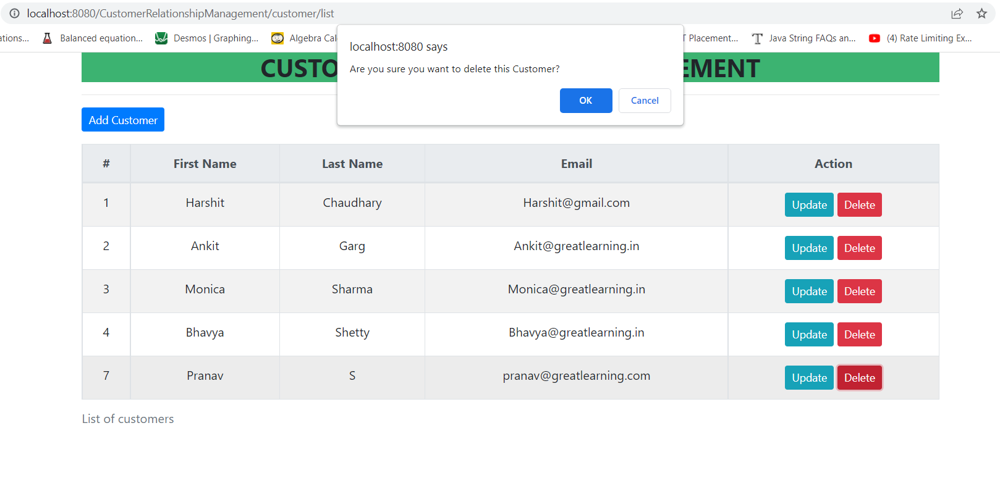 localhost:8080/CustomerRelationshipManagement/customer/list
ations... Balanced equation... Desmos | Graphing... Algebra Cal T Placement... Java String FAQs an... (4) Rate Limiting Ex...
localhost:8080 says
Are you sure you want to delete this Customer?
OK Cancel
CUSTO EMENT
Add Customer
# First Name Last Name Email Action
1 Harshit Chaudhary Harshit@gmail.com Update Delete
2 Ankit Garg Ankit@greatlearning.in Update Delete
3 Monica Sharma Monica@greatlearning.in Update Delete
4 Bhavya Shetty Bhavya@greatlearning.in Update Delete
7 Pranav S pranav@greatlearning.com Update Delete
List of customers